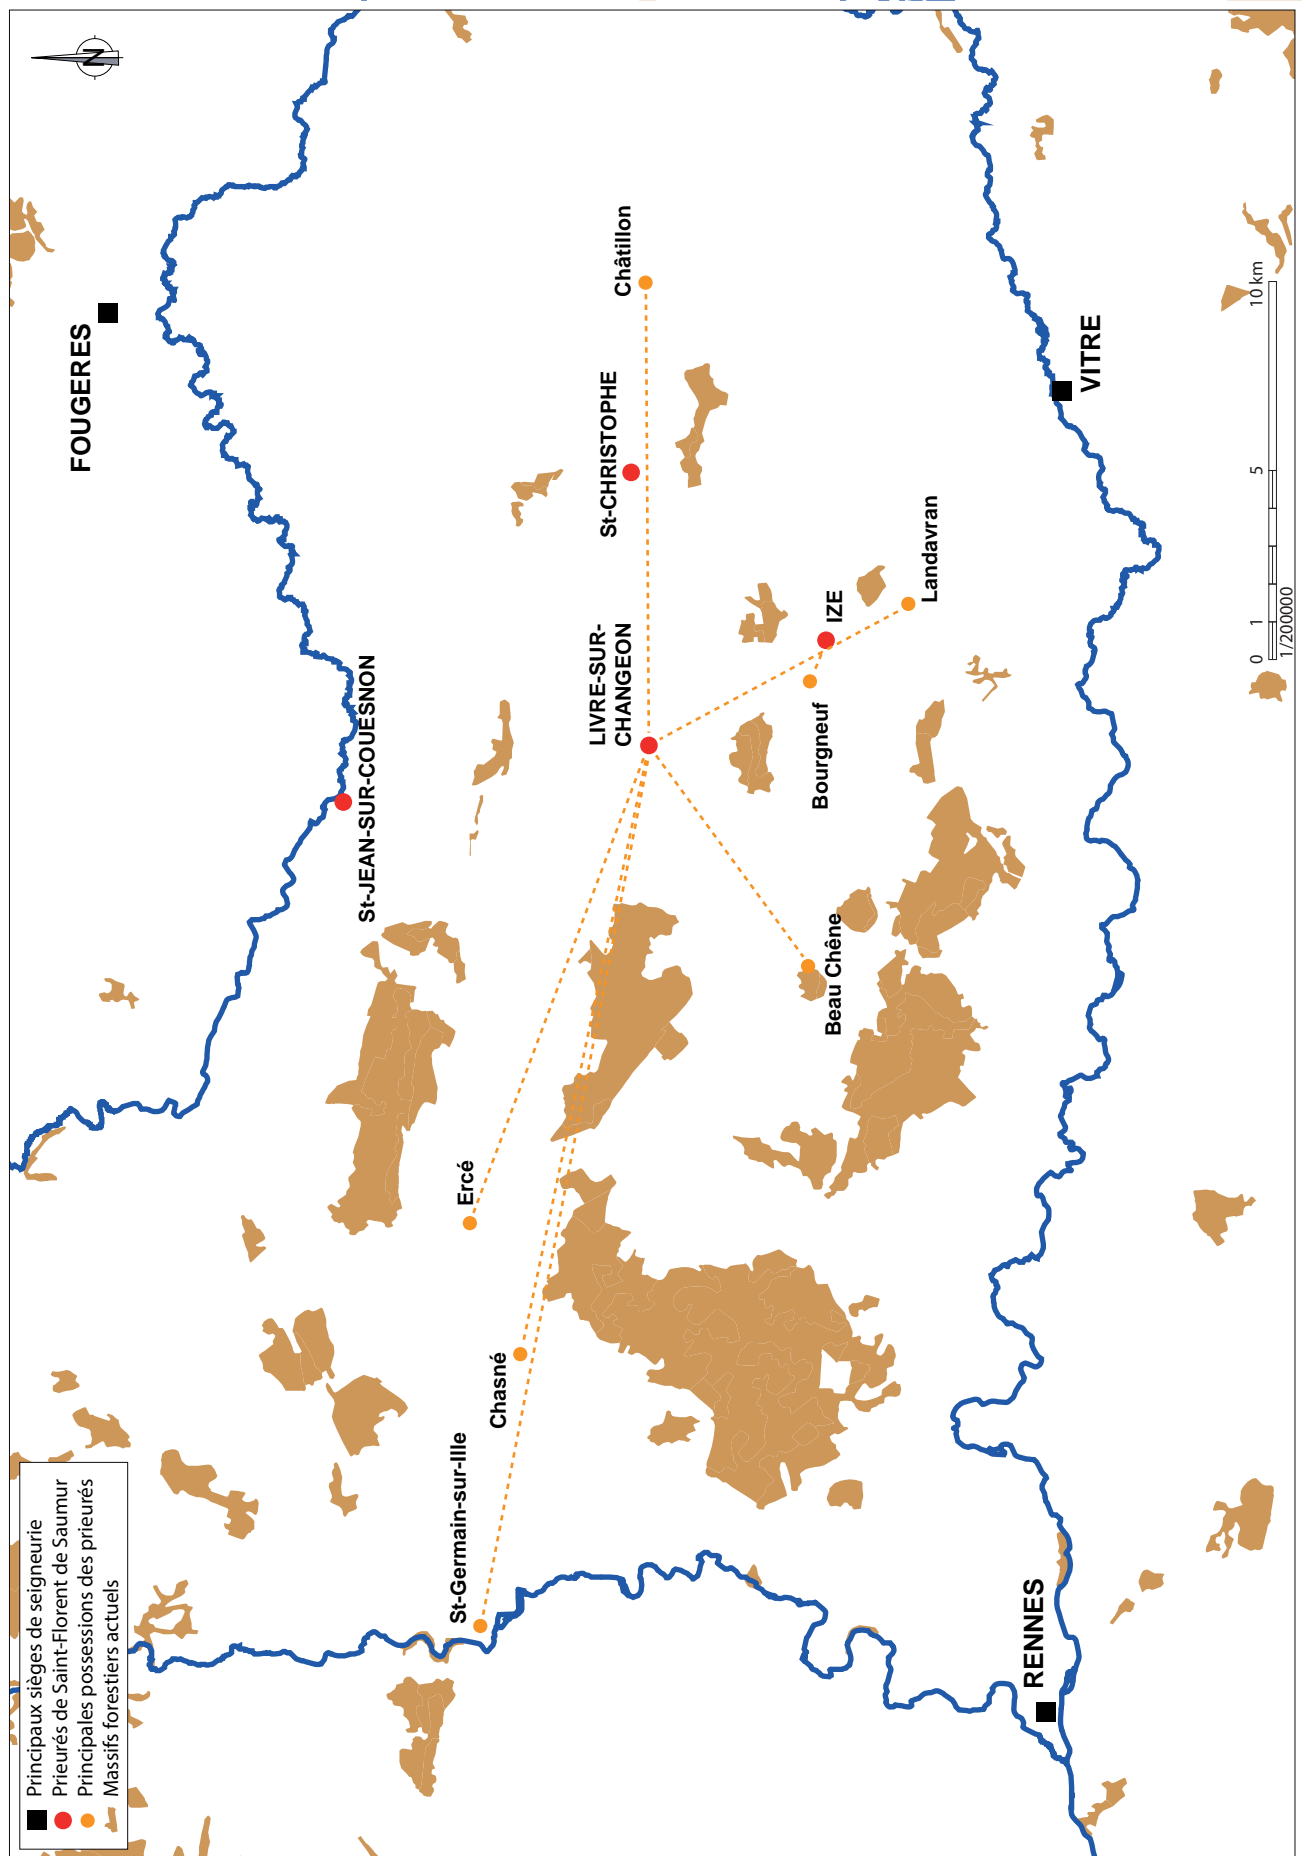 N
FOUGERES
Châtillon
St-CHRISTOPHE
St-JEAN-SUR-COUESNON
LIVRE-SUR-
CHANGEON
IZE
Landavran
Bourgneuf
VITRE
Beau Chêne
Ercé
Chasné
St-Germain-sur-Ille
RENNES
Principaux sièges de seigneurie
Prieurés de Saint-Florent de Saumur
Principales possessions des prieurés
Massifs forestiers actuels
0 1 5 10 km
1/200000